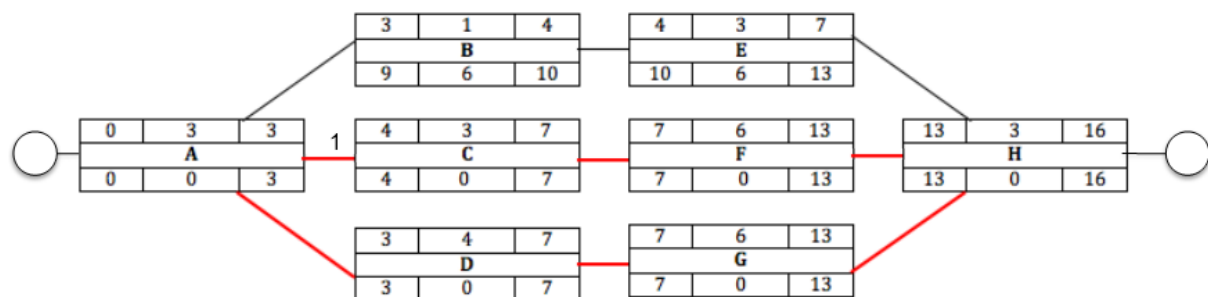 3 1 4
B
9 6 10
4 3 7
E
10 6 13
0 3 3
A
0 0 3
1
4 3 7
C
4 0 7
7 6 13
F
7 0 13
13 3 16
H
13 0 16
3 4 7
D
3 0 7
7 6 13
G
7 0 13